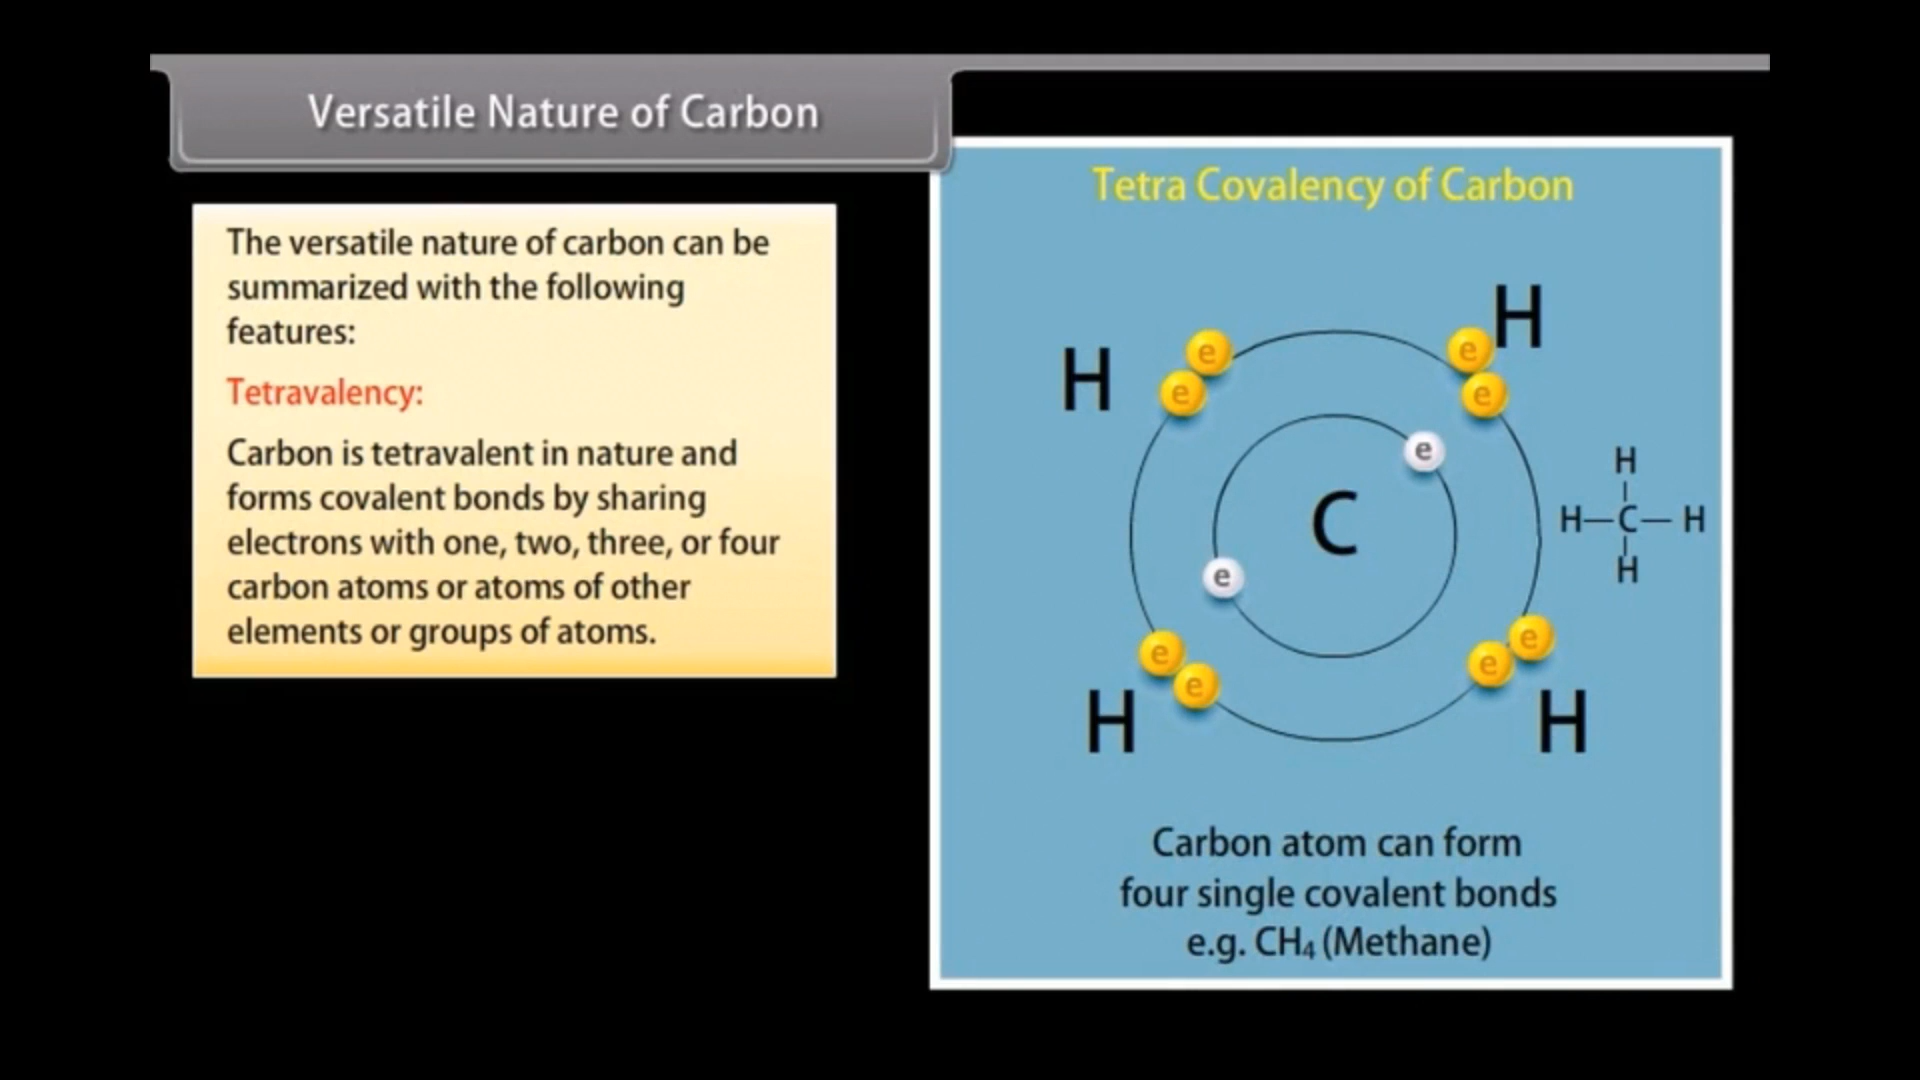 Versatile Nature of Carbon
The versatile nature of carbon can be
summarized with the following
features:
Tetravalency:
Carbon is tetravalent in nature and
forms covalent bonds by sharing
electrons with one, two, three, or four
carbon atoms or atoms of other
elements or groups of atoms.
Tetra Covalency of Carbon
H
H
e
e
e
e
e
C
e
H
H—C—H
H
e
e
e
e
H
H
Carbon atom can form
four single covalent bonds
e.g. CH₄ (Methane)